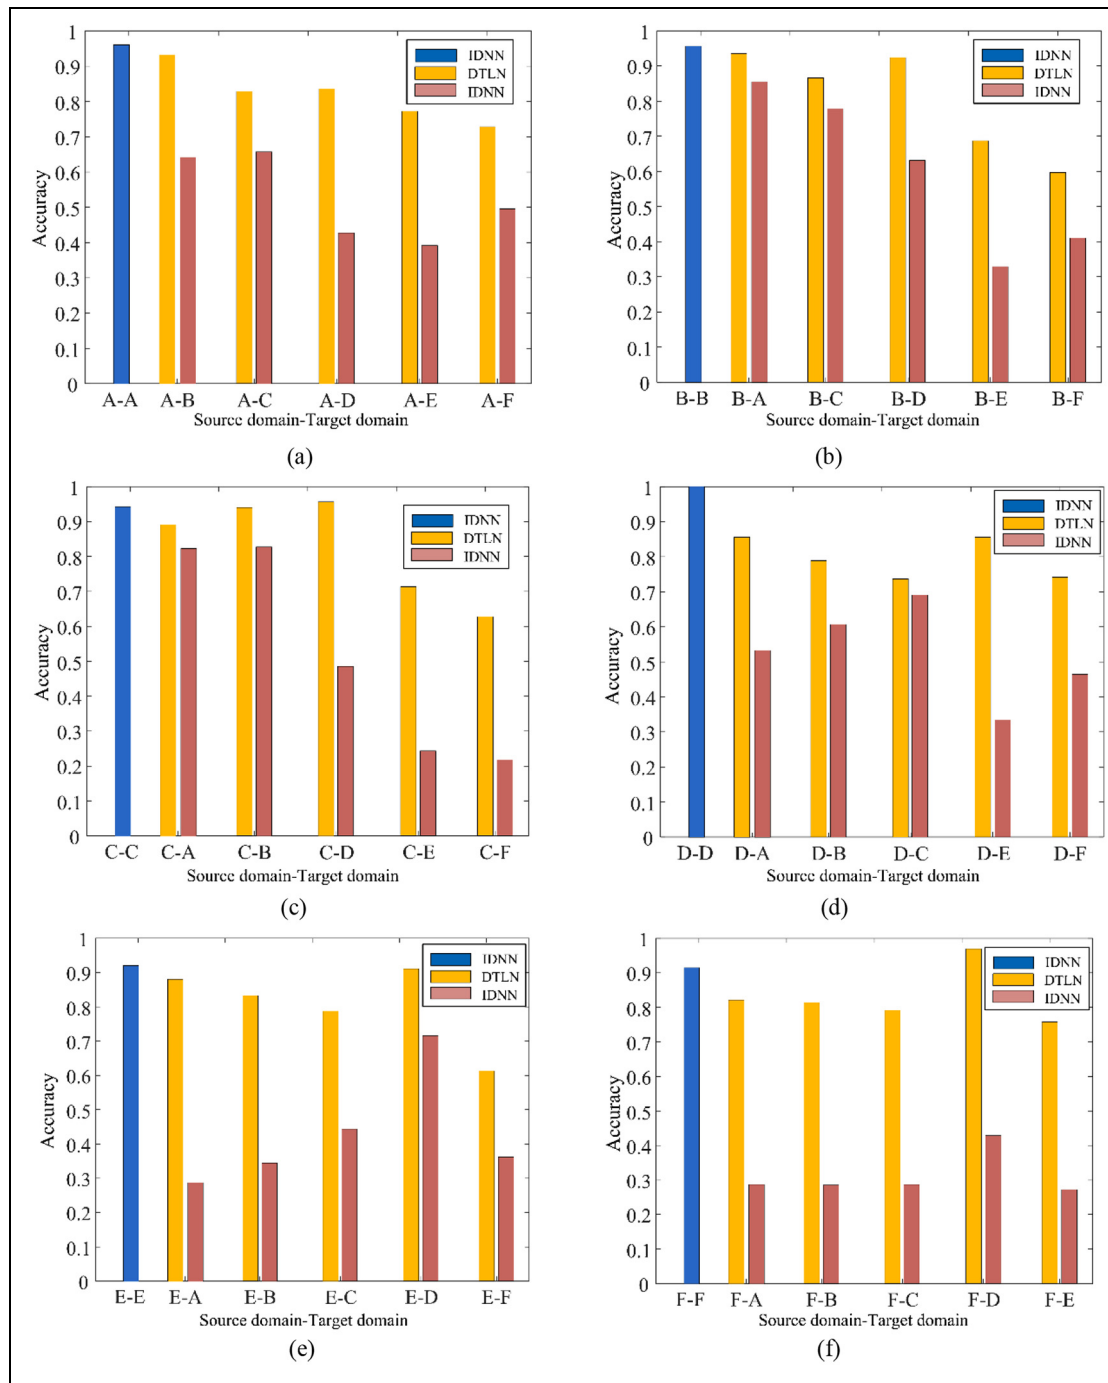 1
0.9
0.8
0.7
0.6
0.5
0.4
0.3
0.2
0.1
0
Accuracy
IDNN
DTLN
IDNN
A-A A-B A-C A-D A-E A-F
Source domain-Target domain
(a)
1
0.9
0.8
0.7
0.6
0.5
0.4
0.3
0.2
0.1
0
Accuracy
IDNN
DTLN
IDNN
B-B B-A B-C B-D B-E B-F
Source domain-Target domain
(b)
1
0.9
0.8
0.7
0.6
0.5
0.4
0.3
0.2
0.1
0
Accuracy
IDNN
DTLN
IDNN
C-C C-A C-B C-D C-E C-F
Source domain-Target domain
(c)
1
0.9
0.8
0.7
0.6
0.5
0.4
0.3
0.2
0.1
0
Accuracy
IDNN
DTLN
IDNN
D-D D-A D-B D-C D-E D-F
Source domain-Target domain
(d)
1
0.9
0.8
0.7
0.6
0.5
0.4
0.3
0.2
0.1
0
Accuracy
IDNN
DTLN
IDNN
E-E E-A E-B E-C E-D E-F
Source domain-Target domain
(e)
1
0.9
0.8
0.7
0.6
0.5
0.4
0.3
0.2
0.1
0
Accuracy
IDNN
DTLN
IDNN
F-F F-A F-B F-C F-D F-E
Source domain-Target domain
(f)